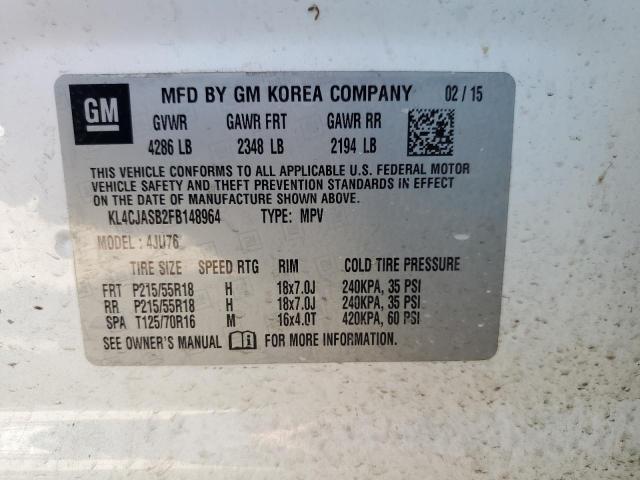 GM MFD BY GM KOREA COMPANY 02 / 15
GVWR GAWR FRT GAWR RR
4286 LB 2348 LB 2194 LB
THIS VEHICLE CONFORMS TO ALL APPLICABLE U.S. FEDERAL MOTOR
VEHICLE SAFETY AND THEFT PREVENTION STANDARDS IN EFFECT
ON THE DATE OF MANUFACTURE SHOWN ABOVE.
KL4CJASB2FB148964 TYPE: MPV
MODEL : 4JU76
TIRE SIZE SPEED RTG RIM COLD TIRE PRESSURE
FRT P215/55R18 H 18x7.0J 240KPA, 35 PSI
RR P215/55R18 H 18x7.0J 240KPA, 35 PSI
SPA T125/70R16 M 16x4.0T 420KPA, 60 PSI
SEE OWNER'S MANUAL FOR MORE INFORMATION.